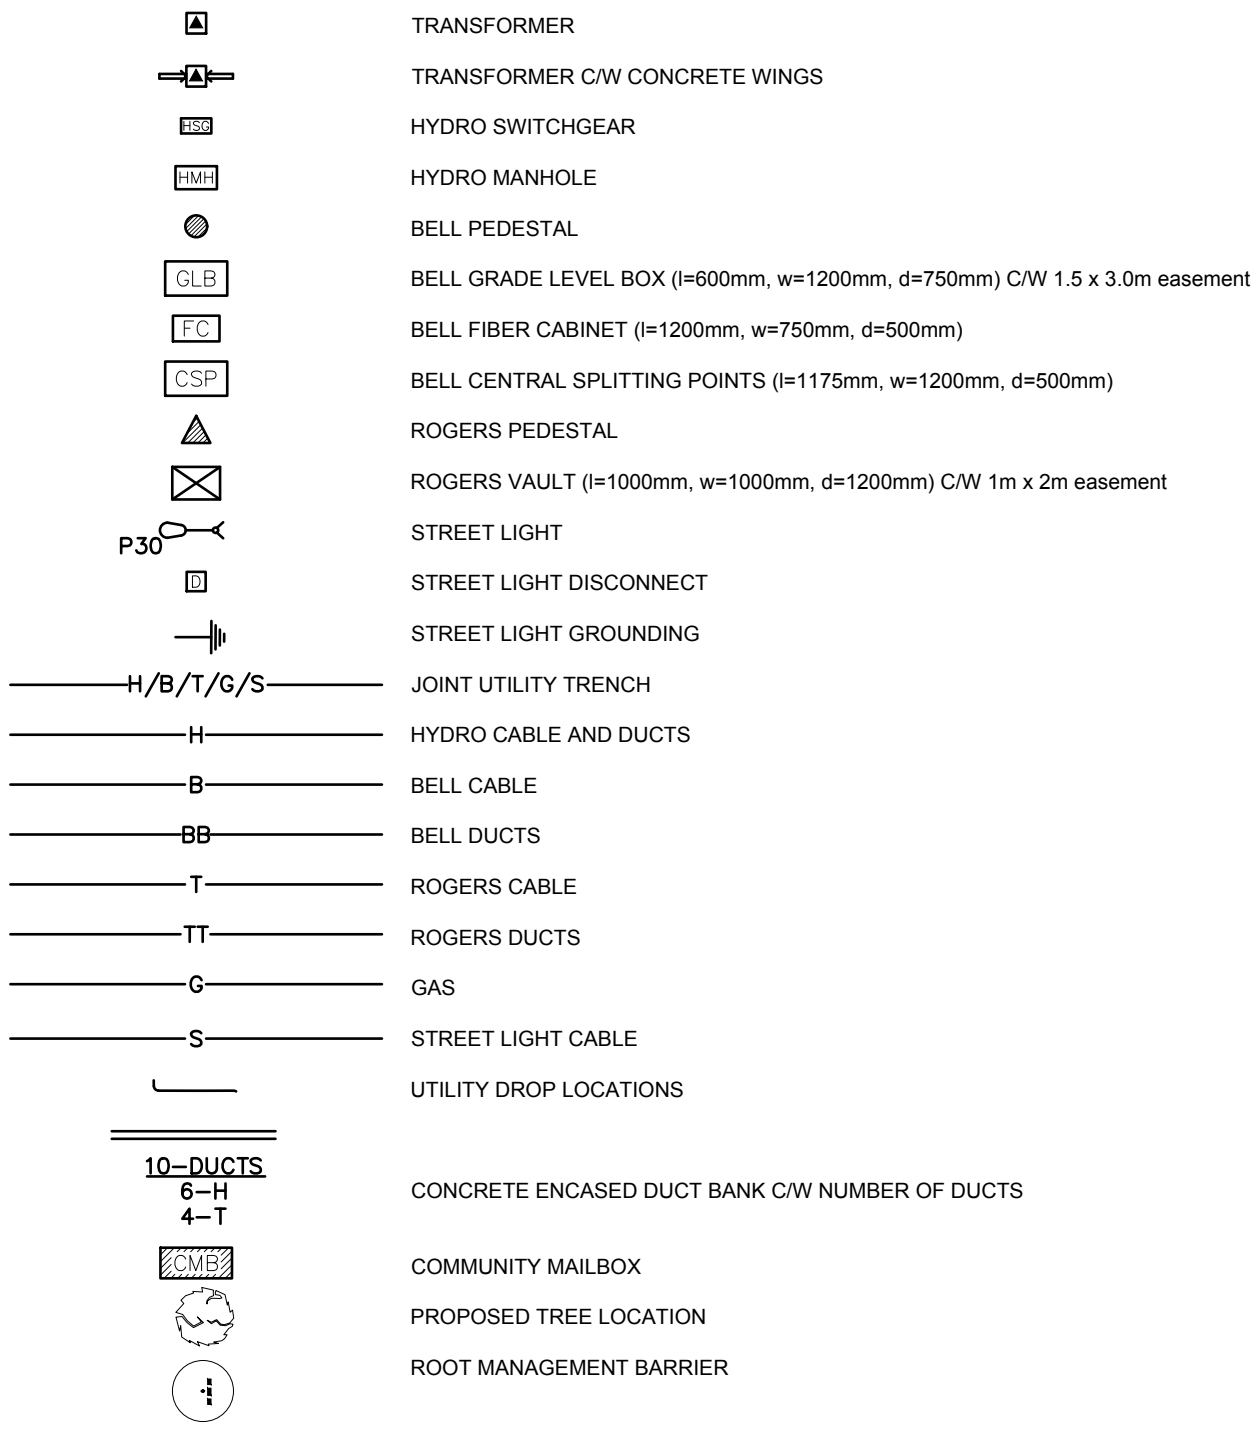 TRANSFORMER
TRANSFORMER C/W CONCRETE WINGS
HSG HYDRO SWITCHGEAR
HMH HYDRO MANHOLE
BELL PEDESTAL
GLB BELL GRADE LEVEL BOX (l=600mm, w=1200mm, d=750mm) C/W 1.5 x 3.0m easement
FC BELL FIBER CABINET (l=1200mm, w=750mm, d=500mm)
CSP BELL CENTRAL SPLITTING POINTS (l=1175mm, w=1200mm, d=500mm)
ROGERS PEDESTAL
ROGERS VAULT (l=1000mm, w=1000mm, d=1200mm) C/W 1m x 2m easement
P30 STREET LIGHT
D STREET LIGHT DISCONNECT
STREET LIGHT GROUNDING
H/B/T/G/S JOINT UTILITY TRENCH
H HYDRO CABLE AND DUCTS
B BELL CABLE
BB BELL DUCTS
T ROGERS CABLE
TT ROGERS DUCTS
G GAS
S STREET LIGHT CABLE
UTILITY DROP LOCATIONS
10-DUCTS
6-H CONCRETE ENCASED DUCT BANK C/W NUMBER OF DUCTS
4-T
CMB COMMUNITY MAILBOX
PROPOSED TREE LOCATION
ROOT MANAGEMENT BARRIER